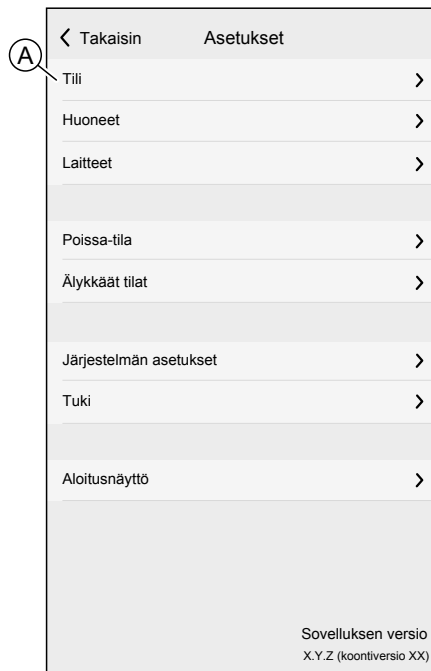 Takaisin Asetukset
A
Tili
Huoneet
Laitteet
Poissa-tila
Älykkäät tilat
Järjestelmän asetukset
Tuki
Aloitusnäyttö
Sovelluksen versio
X.Y.Z (koontiversio XX)